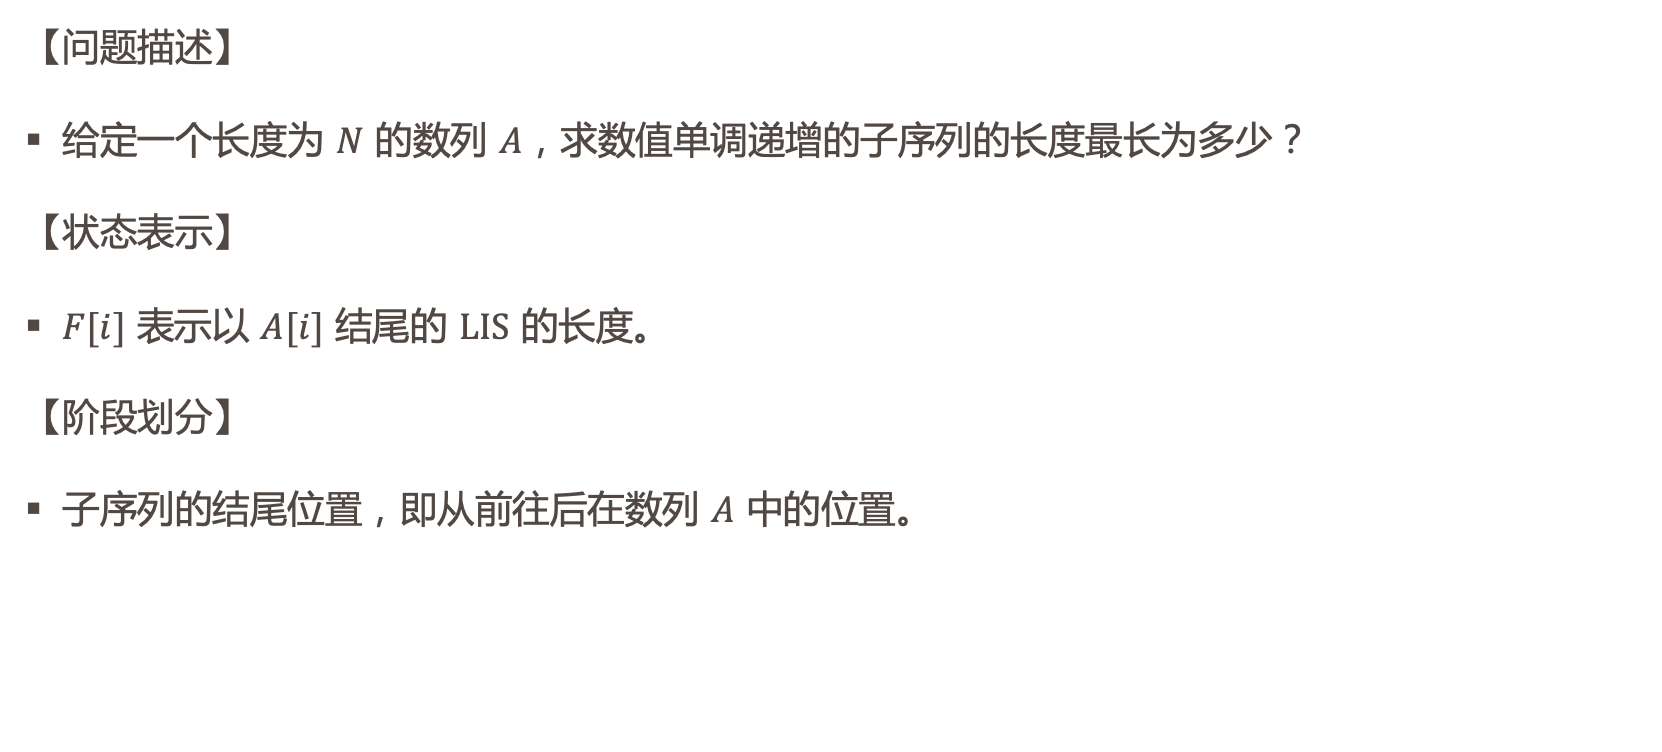 【问题描述】
▪ 给定一个长度为 N 的数列 A，求数值单调递增的子序列的长度最长为多少？
【状态表示】
▪ F[i] 表示以 A[i] 结尾的 LIS 的长度。
【阶段划分】
▪ 子序列的结尾位置，即从前往后在数列 A 中的位置。